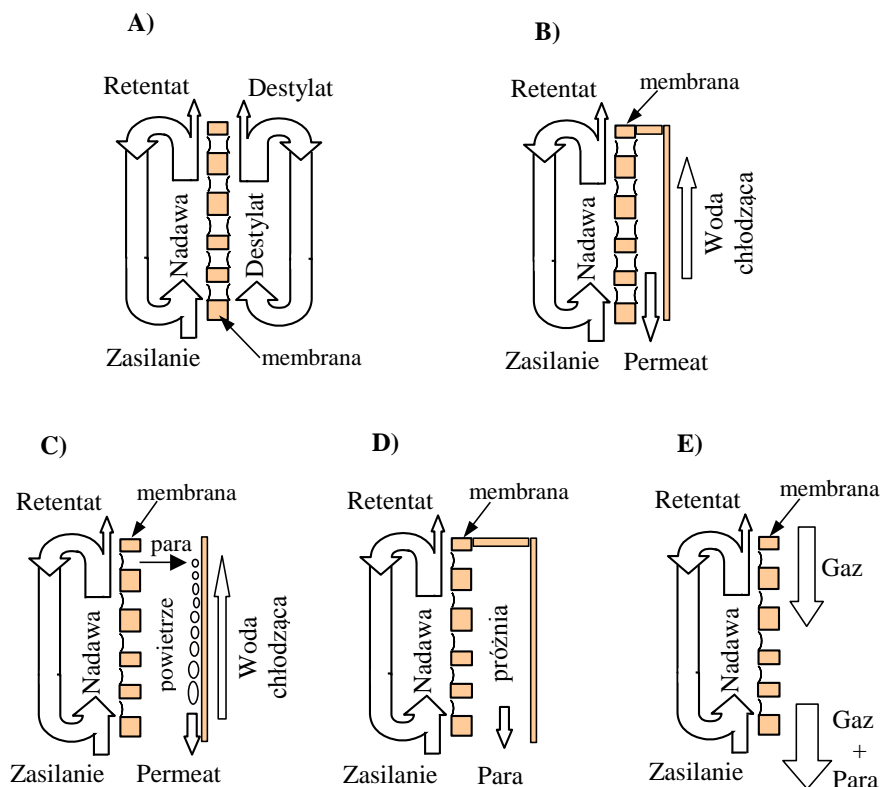 A)
Retentat
Destylat
Nadawa
Destylat
Zasilanie
membrana
B)
membrana
Retentat
Nadawa
Woda
chłodząca
Zasilanie
Permeat
C)
Retentat
membrana
para
Nadawa
powietrze
Woda
chłodząca
Zasilanie
Permeat
D)
Retentat
membrana
Nadawa
próżnia
Zasilanie
Para
E)
Retentat
membrana
Gaz
Nadawa
Zasilanie
Gaz
+
Para